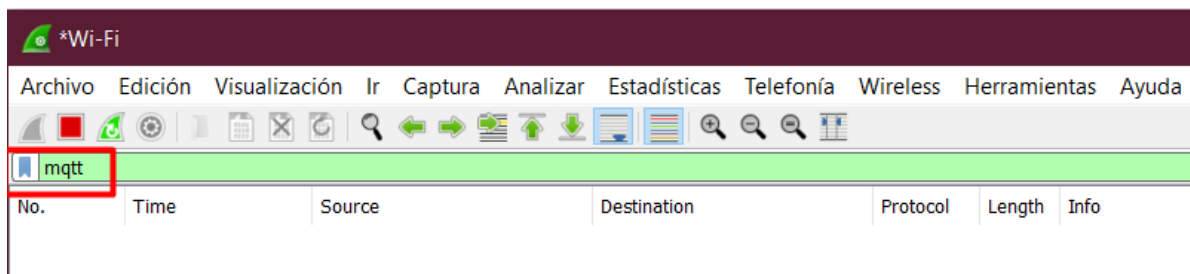 *Wi-Fi
Archivo Edición Visualización Ir Captura Analizar Estadísticas Telefonía Wireless Herramientas Ayuda
mqtt
No. Time Source Destination Protocol Length Info